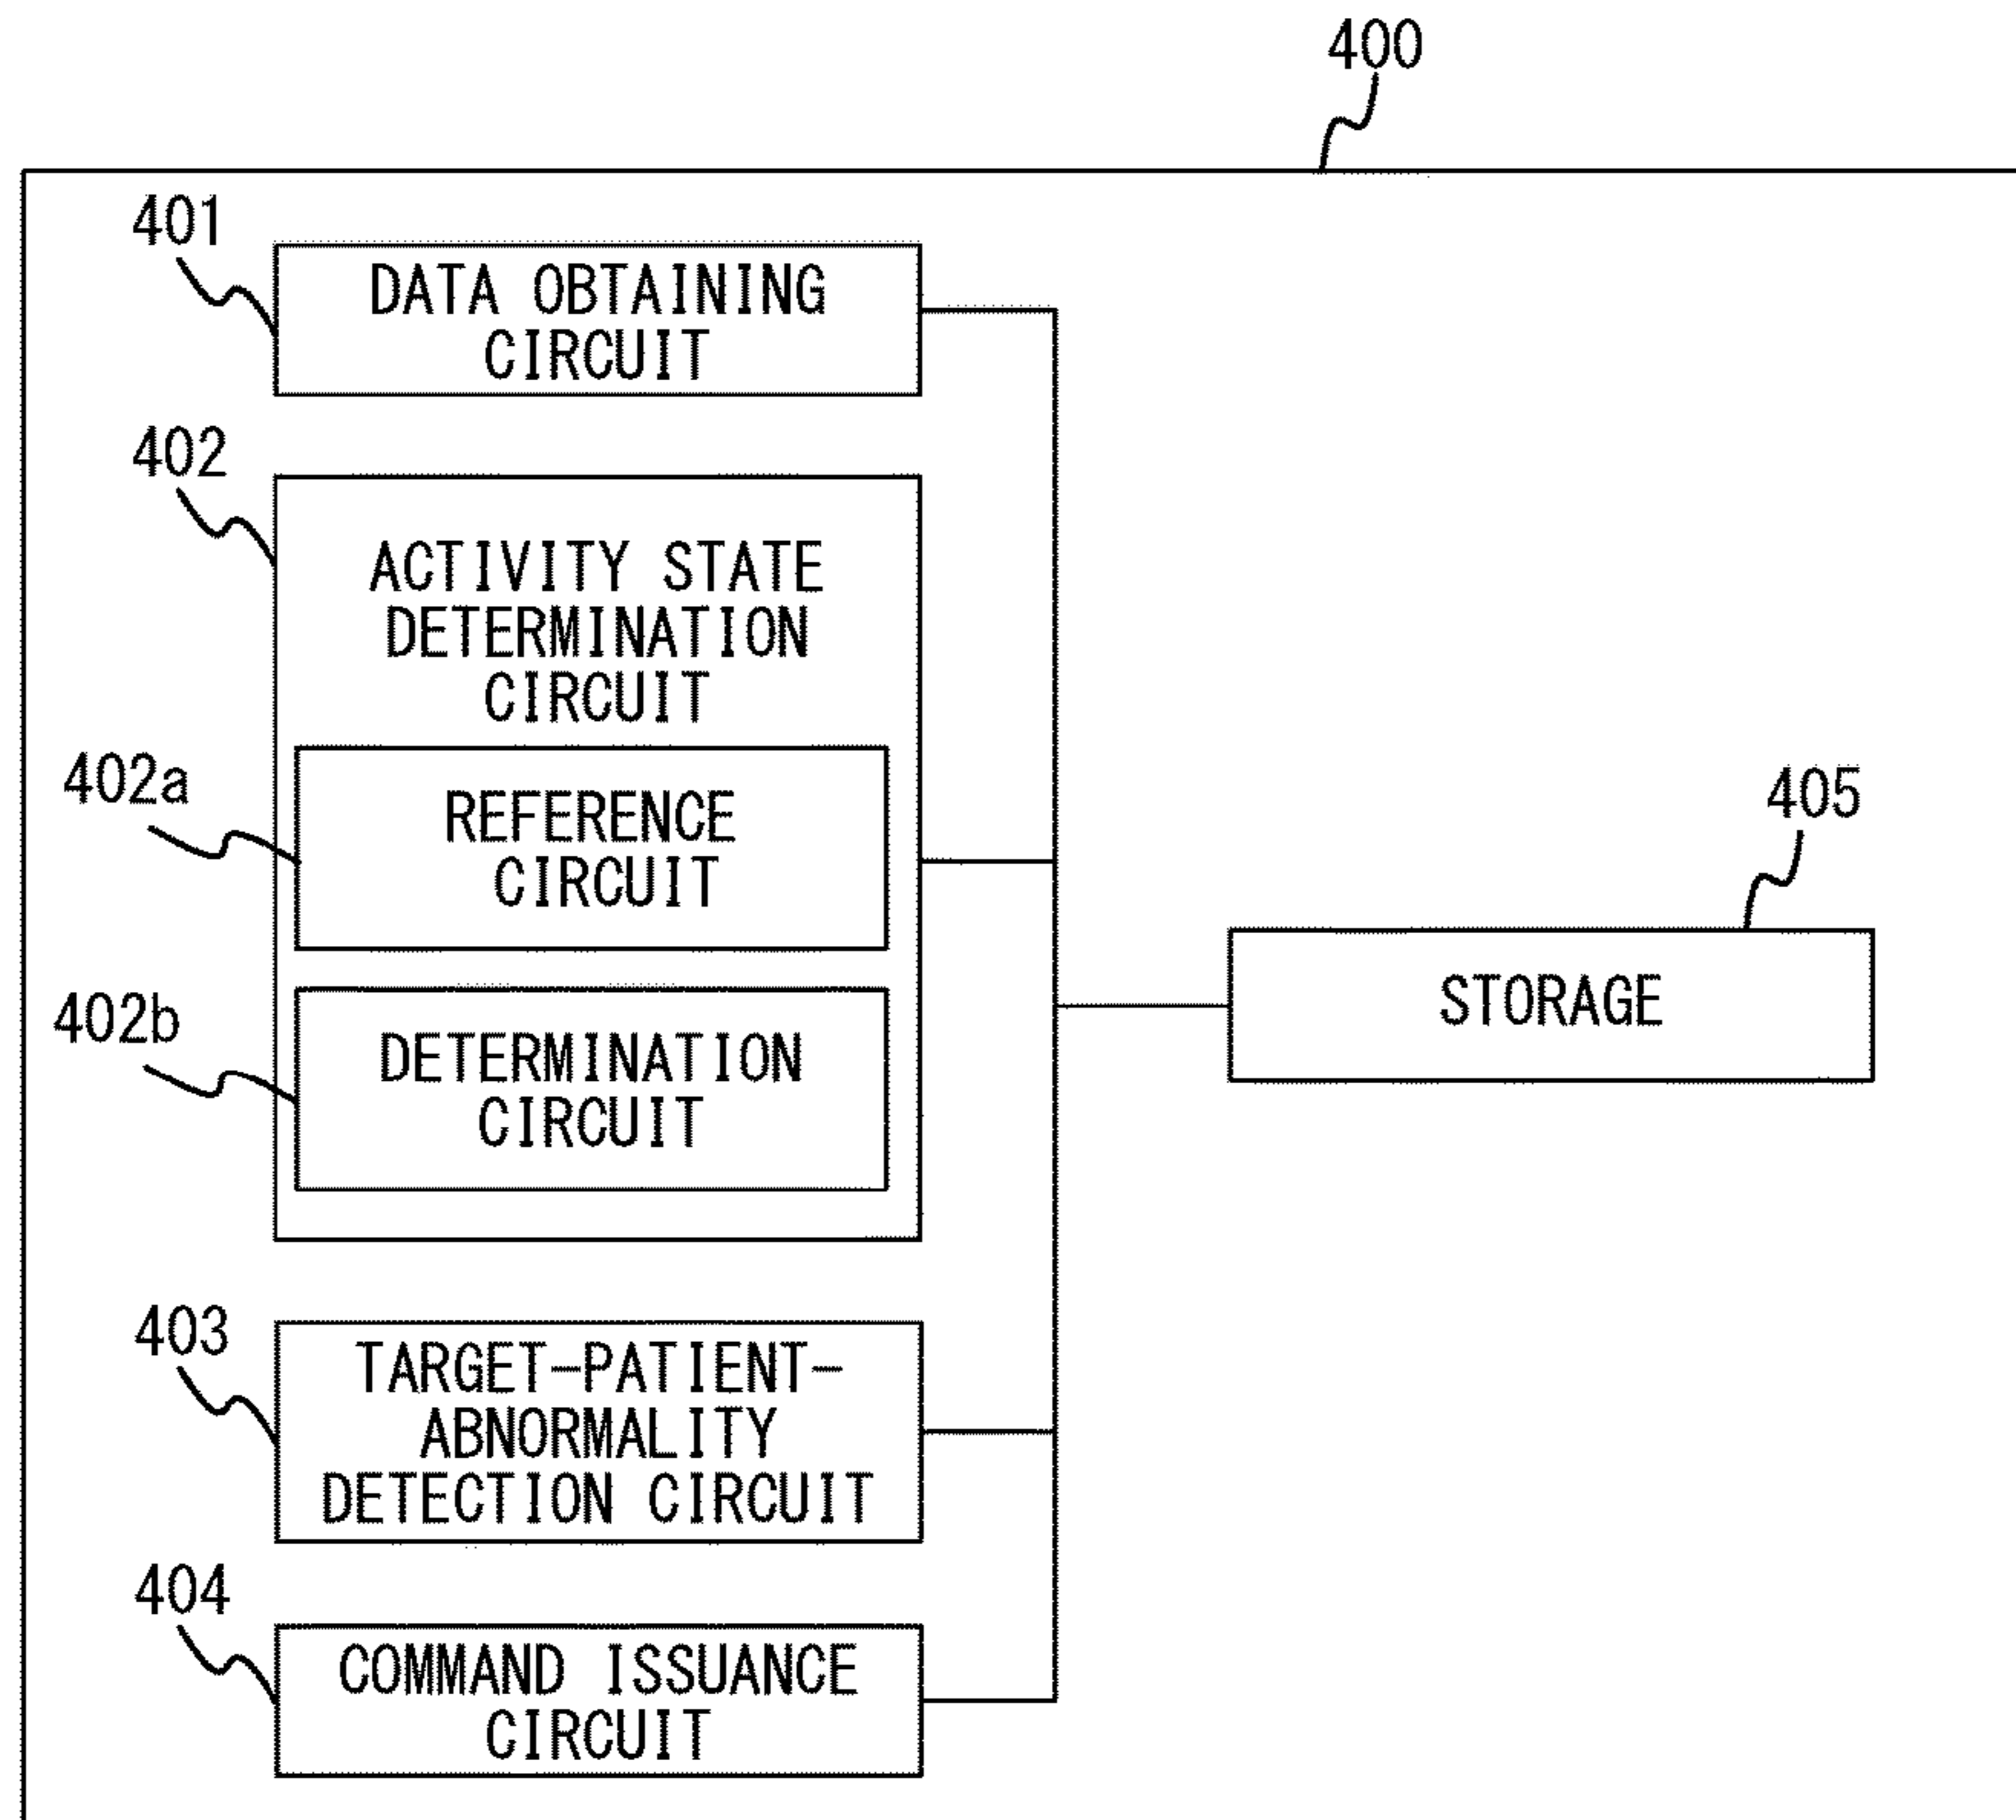 400
401
DATA OBTAINING
CIRCUIT
402
ACTIVITY STATE
DETERMINATION
CIRCUIT
402a
REFERENCE
CIRCUIT
405
STORAGE
402b
DETERMINATION
CIRCUIT
403
TARGET-PATIENT-
ABNORMALITY
DETECTION CIRCUIT
404
COMMAND ISSUANCE
CIRCUIT